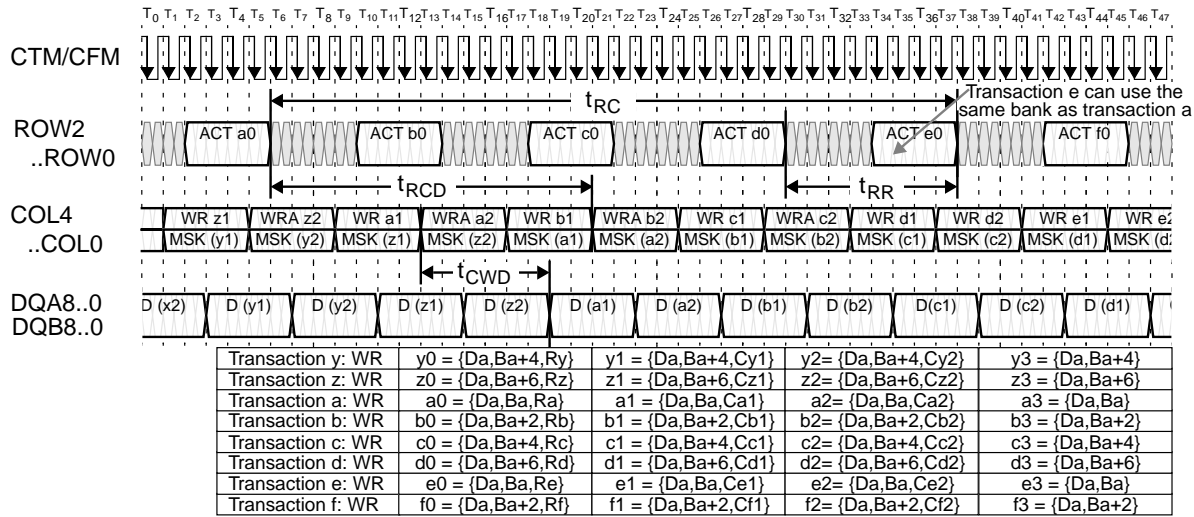 T0 T1 T2 T3 T4 T5 T6 T7 T8 T9 T10 T11 T12 T13 T14 T15 T16 T17 T18 T19 T20 T21 T22 T23 T24 T25 T26 T27 T28 T29 T30 T31 T32 T33 T34 T35 T36 T37 T38 T39 T40 T41 T42 T43 T44 T45 T46 T47
CTM/CFM
tRC
Transaction e can use the
same bank as transaction a
ROW2
..ROW0
ACT a0 ACT b0 ACT c0 ACT d0 ACT e0 ACT f0
tRCD tRR
COL4
..COL0
WR z1 WRA z2 WR a1 WRA a2 WR b1 WRA b2 WR c1 WRA c2 WR d1 WR d2 WR e1 WR e2
MSK (y1) MSK (y2) MSK (z1) MSK (z2) MSK (a1) MSK (a2) MSK (b1) MSK (b2) MSK (c1) MSK (c2) MSK (d1) MSK (d
tCWD
DQA8..0
DQB8..0
D (x2) D (y1) D (y2) D (z1) D (z2) D (a1) D (a2) D (b1) D (b2) D(c1) D (c2) D (d1)
Transaction y: WR y0 = {Da,Ba+4,Ry} y1 = {Da,Ba+4,Cy1} y2= {Da,Ba+4,Cy2} y3 = {Da,Ba+4}
Transaction z: WR z0 = {Da,Ba+6,Rz} z1 = {Da,Ba+6,Cz1} z2= {Da,Ba+6,Cz2} z3 = {Da,Ba+6}
Transaction a: WR a0 = {Da,Ba,Ra} a1 = {Da,Ba,Ca1} a2= {Da,Ba,Ca2} a3 = {Da,Ba}
Transaction b: WR b0 = {Da,Ba+2,Rb} b1 = {Da,Ba+2,Cb1} b2= {Da,Ba+2,Cb2} b3 = {Da,Ba+2}
Transaction c: WR c0 = {Da,Ba+4,Rc} c1 = {Da,Ba+4,Cc1} c2= {Da,Ba+4,Cc2} c3 = {Da,Ba+4}
Transaction d: WR d0 = {Da,Ba+6,Rd} d1 = {Da,Ba+6,Cd1} d2= {Da,Ba+6,Cd2} d3 = {Da,Ba+6}
Transaction e: WR e0 = {Da,Ba,Re} e1 = {Da,Ba,Ce1} e2= {Da,Ba,Ce2} e3 = {Da,Ba}
Transaction f: WR f0 = {Da,Ba+2,Rf} f1 = {Da,Ba+2,Cf1} f2= {Da,Ba+2,Cf2} f3 = {Da,Ba+2}